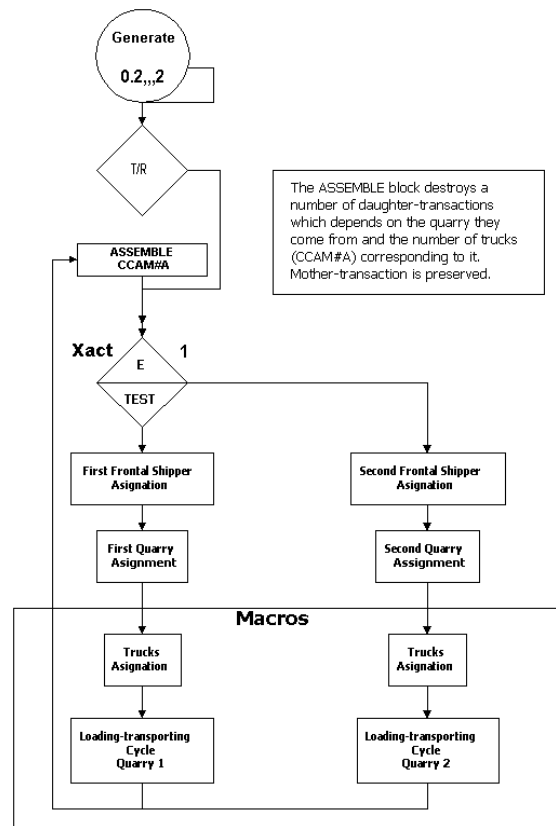 Generate
0.2,,,2
T/R
The ASSEMBLE block destroys a
number of daughter-transactions
which depends on the quarry they
come from and the number of trucks
(CCAM#A) corresponding to it.
Mother-transaction is preserved.
ASSEMBLE
CCAM#A
Xact
1
E
TEST
First Frontal Shipper
Asignation
Second Frontal Shipper
Asignation
First Quarry
Asignment
Second Quarry
Assignment
Macros
Trucks
Asignation
Trucks
Asignation
Loading-transporting
Cycle
Quarry 1
Loading-transporting
Cycle
Quarry 2